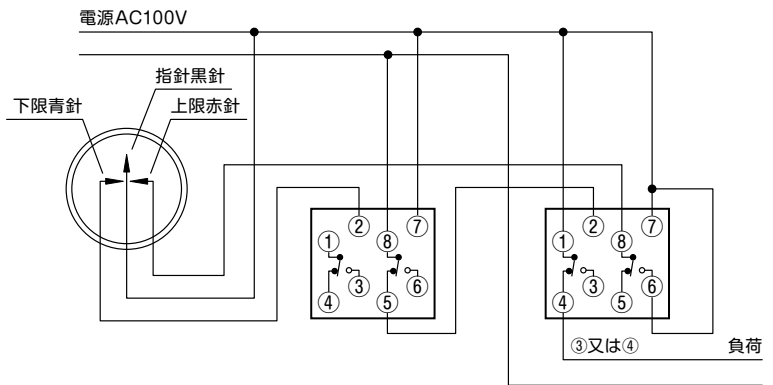 電源AC100V
指針黒針
下限青針
上限赤針
② ⑦ ② ⑦
① ⑧ ① ⑧
③ ⑥ ③ ⑥
④ ⑤ ④ ⑤
③又は④ 負荷